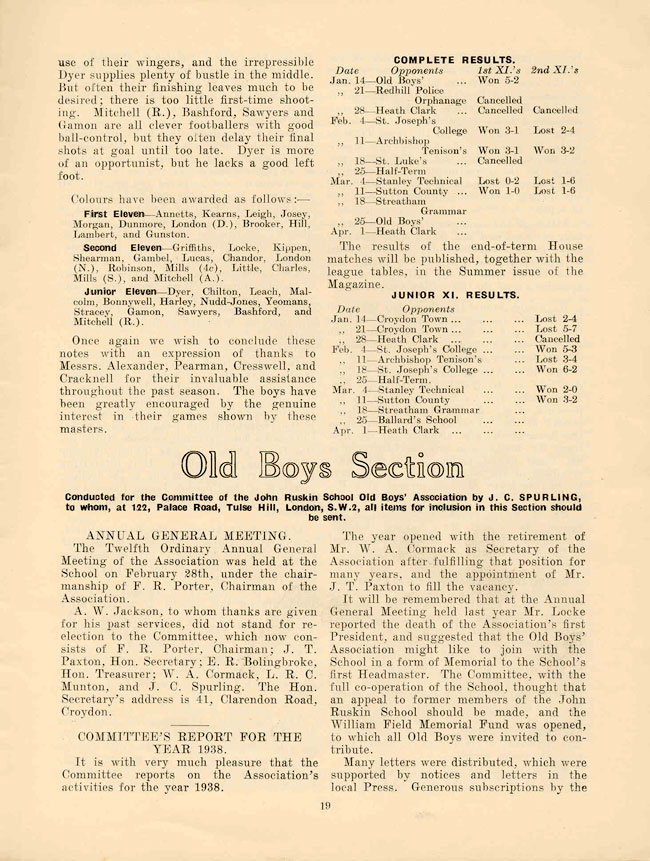 use of their wingers, and the irrepressible
Dyer supplies plenty of bustle in the middle.
But often their finishing leaves much to be
desired; there is too little first-time shoot-
ing. Mitchell (R.), Bashford, Sawyers and
Gamon are all clever footballers with good
ball-control, but they often delay their final
shots at goal until too late. Dyer is more
of an opportunist, but he lacks a good left
foot.
Colours have been awarded as follows:—
First Eleven—Annetts, Kearns, Leigh, Josey,
Morgan, Dunmore, London (D.), Brooker, Hill,
Lambert, and Gunston.
Second Eleven—Griffiths, Locke, Kippen,
Shearman, Gambel, Lucas, Chandor, London
(N.), Robinson, Mills (4c), Little, Charles,
Mills (S.), and Mitchell (A.).
Junior Eleven—Dyer, Chilton, Leach, Mal-
colm, Bonnywell, Harley, Nudd-Jones, Yeomans,
Stracey, Gamon, Sawyers, Bashford, and
Mitchell (R.).
Once again we wish to conclude these
notes with an expression of thanks to
Messrs. Alexander, Pearman, Cresswell, and
Cracknell for their invaluable assistance
throughout the past season. The boys have
been greatly encouraged by the genuine
interest in their games shown by these
masters.
COMPLETE RESULTS.
Date Opponents 1st XI.'s 2nd XI.'s
Jan. 14—Old Boys' ... Won 5-2
,, 21—Redhill Police
Orphanage Cancelled
,, 28—Heath Clark ... Cancelled Cancelled
Feb. 4—St. Joseph's
College Won 3-1 Lost 2-4
,, 11—Archbishop
Tenison's Won 3-1 Won 3-2
,, 18—St. Luke's ... Cancelled
,, 25—Half-Term
Mar. 4—Stanley Technical Lost 0-2 Lost 1-6
,, 11—Sutton County ... Won 1-0 Lost 1-6
,, 18—Streatham
Grammar
,, 25—Old Boys' ...
Apr. 1—Heath Clark ...
The results of the end-of-term House
matches will be published, together with the
league tables, in the Summer issue of the
Magazine.
JUNIOR XI. RESULTS.
Date Opponents
Jan. 14—Croydon Town ... ... ... Lost 2-4
,, 21—Croydon Town ... ... ... Lost 5-7
,, 28—Heath Clark ... ... ... Cancelled
Feb. 4—St. Joseph's College ... ... Won 5-3
,, 11—Archbishop Tenison's ... Lost 3-4
,, 18—St. Joseph's College ... ... Won 6-2
,, 25—Half-Term.
Mar. 4—Stanley Technical ... ... Won 2-0
,, 11—Sutton County ... ... Won 3-2
,, 18—Streatham Grammar ...
,, 25—Ballard's School ... ...
Apr. 1—Heath Clark ... ... ...
Old Boys Section
Conducted for the Committee of the John Ruskin School Old Boys' Association by J. C. SPURLING,
to whom, at 122, Palace Road, Tulse Hill, London, S.W.2, all items for inclusion in this Section should
be sent.
ANNUAL GENERAL MEETING.
The Twelfth Ordinary Annual General
Meeting of the Association was held at the
School on February 28th, under the chair-
manship of F. R. Porter, Chairman of the
Association.
A. W. Jackson, to whom thanks are given
for his past services, did not stand for re-
election to the Committee, which now con-
sists of F. R. Porter, Chairman; J. T.
Paxton, Hon. Secretary; E. R. Bolingbroke,
Hon. Treasurer; W. A. Cormack, L. R. C.
Munton, and J. C. Spurling. The Hon.
Secretary's address is 41, Clarendon Road,
Croydon.
COMMITTEE'S REPORT FOR THE
YEAR 1938.
It is with very much pleasure that the
Committee reports on the Association's
activities for the year 1938.
The year opened with the retirement of
Mr. W. A. Cormack as Secretary of the
Association after fulfilling that position for
many years, and the appointment of Mr.
J. T. Paxton to fill the vacancy.
It will be remembered that at the Annual
General Meeting held last year Mr. Locke
reported the death of the Association's first
President, and suggested that the Old Boys'
Association might like to join with the
School in a form of Memorial to the School's
first Headmaster. The Committee, with the
full co-operation of the School, thought that
an appeal to former members of the John
Ruskin School should be made, and the
William Field Memorial Fund was opened,
to which all Old Boys were invited to con-
tribute.
Many letters were distributed, which were
supported by notices and letters in the
local Press. Generous subscriptions by the
19